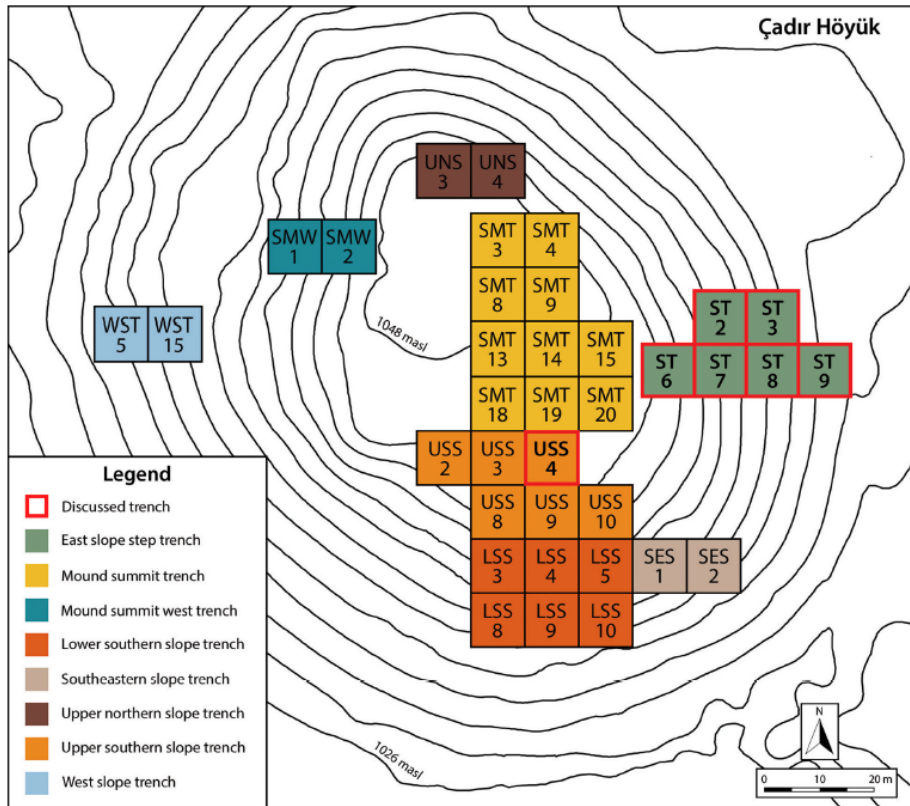 Çadır Höyük
UNS
3
UNS
4
SMW
1
SMW
2
SMT
3
SMT
4
SMT
8
SMT
9
WST
5
WST
15
1048 masl
SMT
13
SMT
14
SMT
15
ST
2
ST
3
ST
6
ST
7
ST
8
ST
9
SMT
18
SMT
19
SMT
20
USS
2
USS
3
USS
4
USS
8
USS
9
USS
10
LSS
3
LSS
4
LSS
5
SES
1
SES
2
LSS
8
LSS
9
LSS
10
1026 masl
Legend
Discussed trench
East slope step trench
Mound summit trench
Mound summit west trench
Lower southern slope trench
Southeastern slope trench
Upper northern slope trench
Upper southern slope trench
West slope trench
N
0 10 20 m